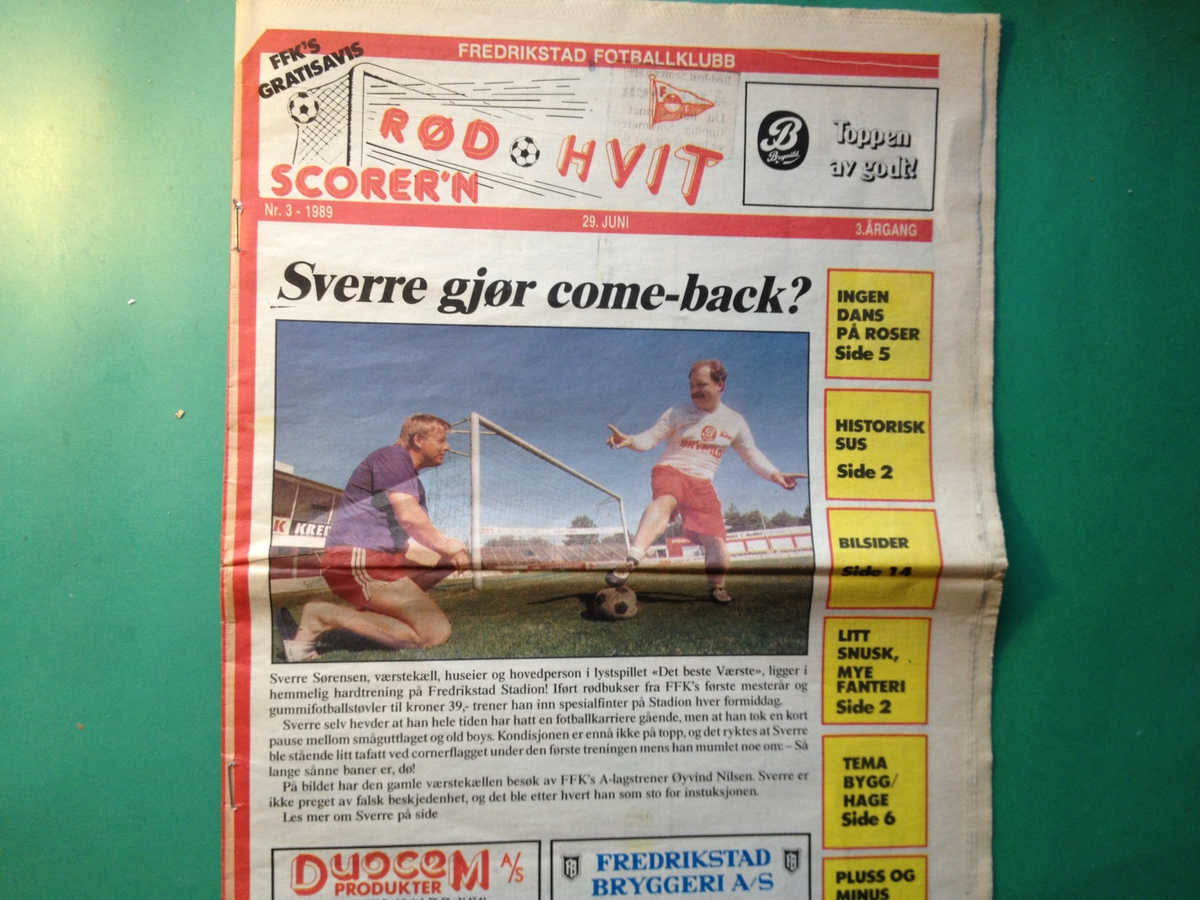 FFK'S
GRATISAVIS
FREDRIKSTAD FOTBALLKLUBB
RØD HVIT
SCORER'N
B
Brynild
Toppen
av godt!
Nr. 3 - 1989
29. JUNI
3.ÅRGANG
Sverre gjør come-back?
K KRED
Sverre Sørensen, værstekæll, huseier og hovedperson i lystspillet «Det beste Værste», ligger i
hemmelig hardtrening på Fredrikstad Stadion! Iført rødbukser fra FFK's første mesterår og
gummifotballstøvler til kroner 39,- trener han inn spesialfinter på Stadion hver formiddag.
Sverre selv hevder at han hele tiden har hatt en fotballkarriere gående, men at han tok en kort
pause mellom småguttlaget og old boys. Kondisjonen er ennå ikke på topp, og det ryktes at Sverre
ble stående litt tafatt ved cornerflagget under den første treningen mens han mumlet noe om: – Så
lange sånne baner er, dø!
På bildet har den gamle værstekællen besøk av FFK's A-lagstrener Øyvind Nilsen. Sverre er
ikke preget av falsk beskjedenhet, og det ble etter hvert han som sto for instuksjonen.
Les mer om Sverre på side
INGEN
DANS
PÅ ROSER
Side 5
HISTORISK
SUS
Side 2
BILSIDER
Side 14
LITT
SNUSK,
MYE
FANTERI
Side 2
TEMA
BYGG/
HAGE
Side 6
PLUSS OG
MINUS
DUOCEM A/S
PRODUKTER
FREDRIKSTAD
BRYGGERI A/S